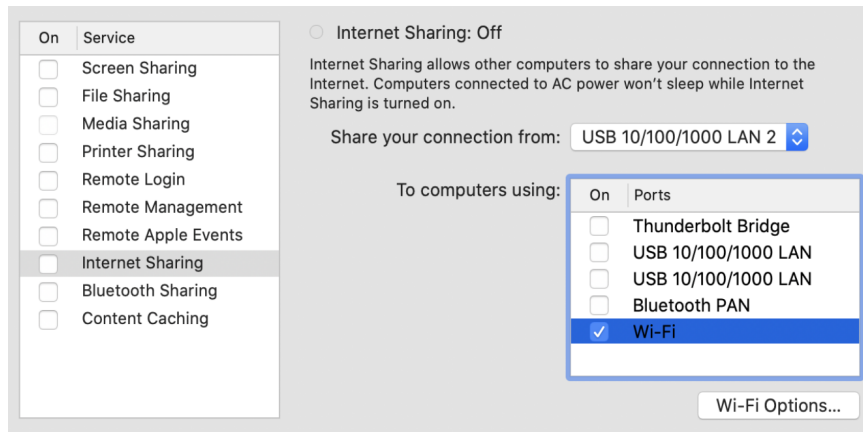 On Service
Screen Sharing
File Sharing
Media Sharing
Printer Sharing
Remote Login
Remote Management
Remote Apple Events
Internet Sharing
Bluetooth Sharing
Content Caching
Internet Sharing: Off
Internet Sharing allows other computers to share your connection to the
Internet. Computers connected to AC power won't sleep while Internet
Sharing is turned on.
Share your connection from: USB 10/100/1000 LAN 2
To computers using:
On Ports
Thunderbolt Bridge
USB 10/100/1000 LAN
USB 10/100/1000 LAN
Bluetooth PAN
Wi-Fi
Wi-Fi Options...